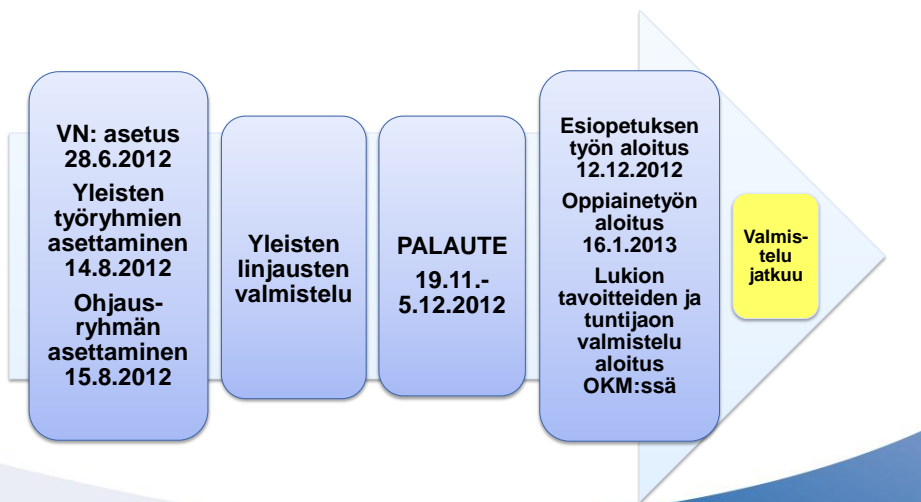 VN: asetus
28.6.2012
Yleisten
työryhmien
asettaminen
14.8.2012
Ohjaus-
ryhmän
asettaminen
15.8.2012
Yleisten
linjausten
valmistelu
PALAUTE
19.11.-
5.12.2012
Esiopetuksen
työn aloitus
12.12.2012
Oppiainetyön
aloitus
16.1.2013
Lukion
tavoitteiden ja
tuntijaon
valmistelu
aloitus
OKM:ssä
Valmis-
telu
jatkuu